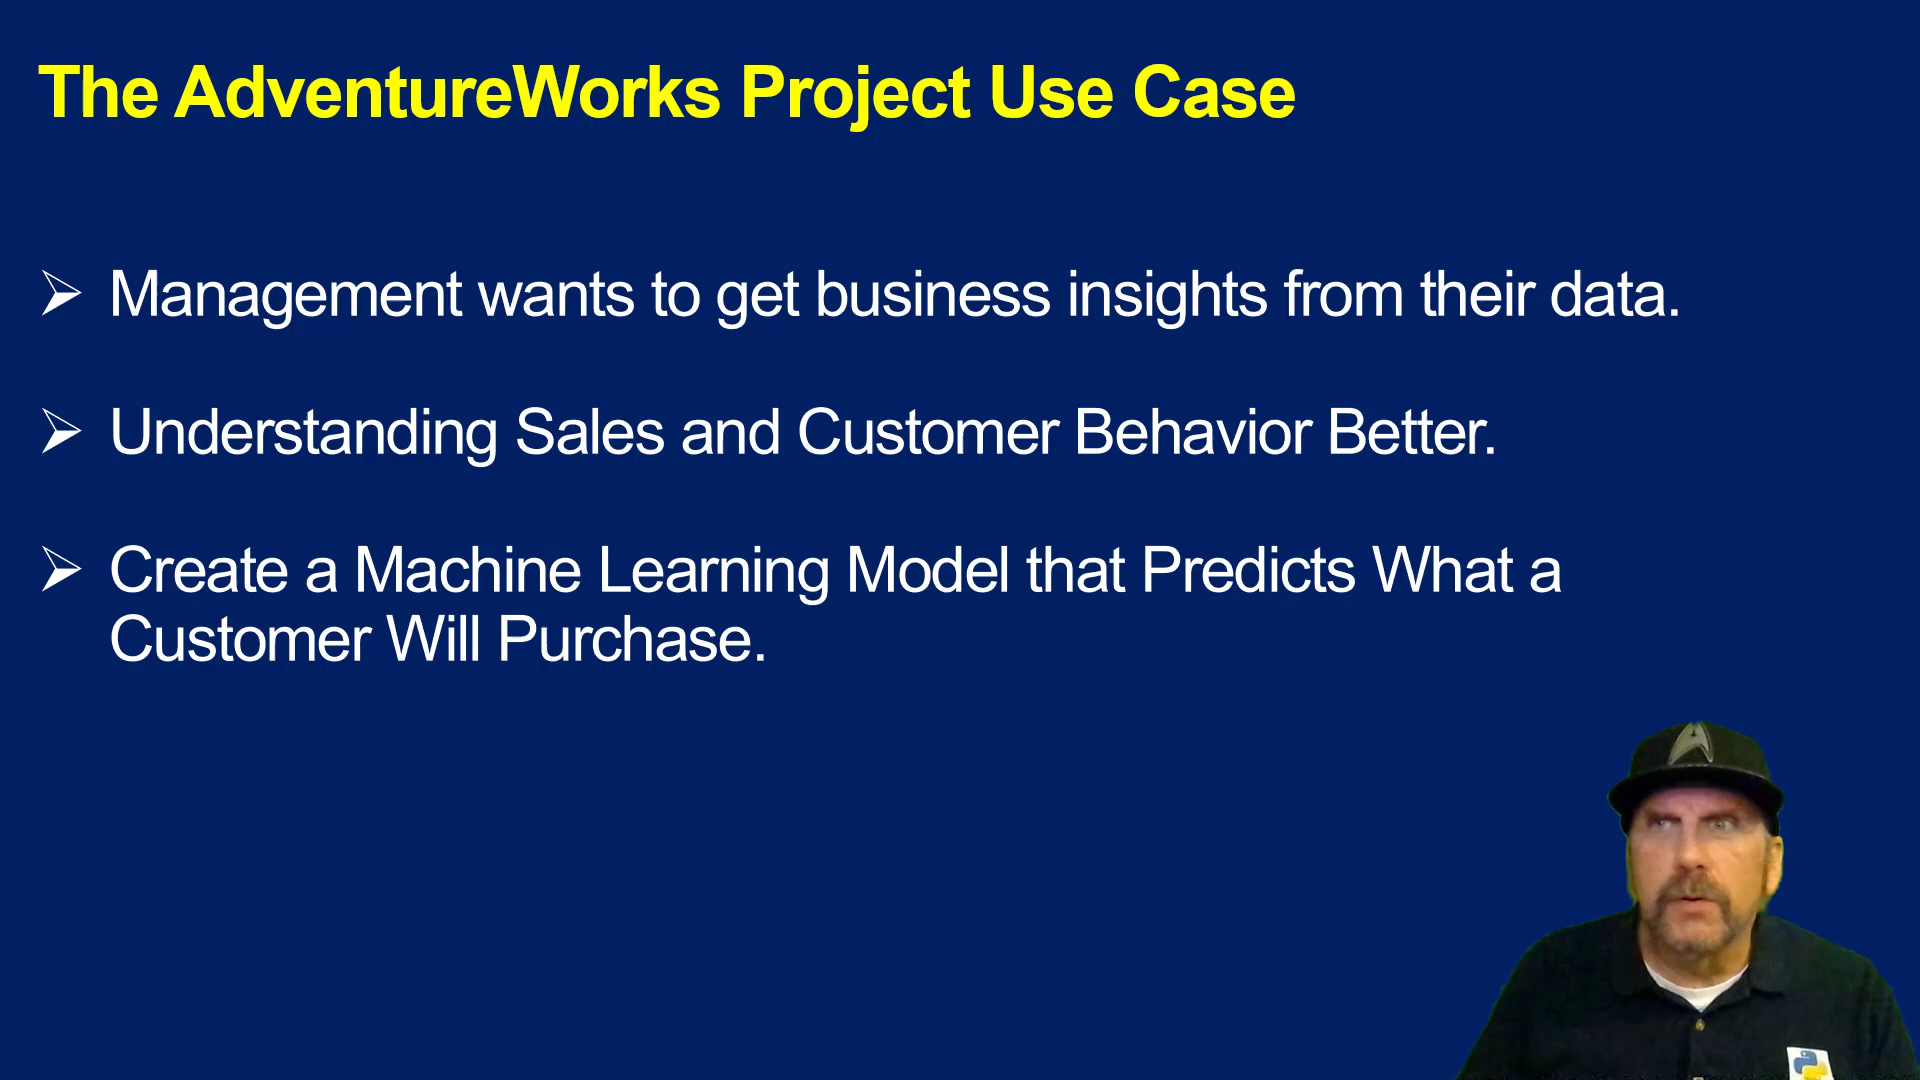 The AdventureWorks Project Use Case
Management wants to get business insights from their data.
Understanding Sales and Customer Behavior Better.
Create a Machine Learning Model that Predicts What a
Customer Will Purchase.